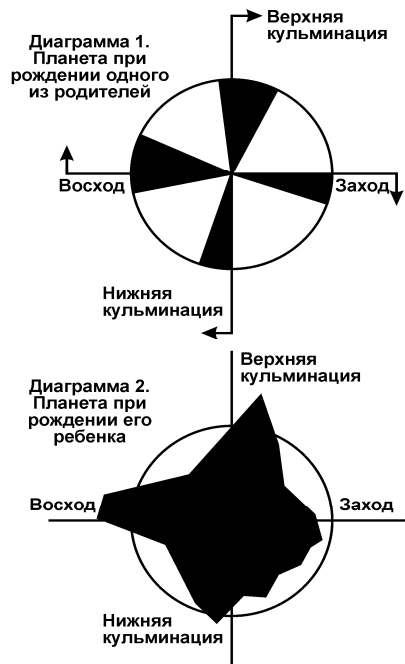 Верхняя
кульминация
Диаграмма 1.
Планета при
рождении одного
из родителей
Восход
Заход
Нижняя
кульминация
Верхняя
кульминация
Диаграмма 2.
Планета при
рождении его
ребенка
Восход
Заход
Нижняя
кульминация